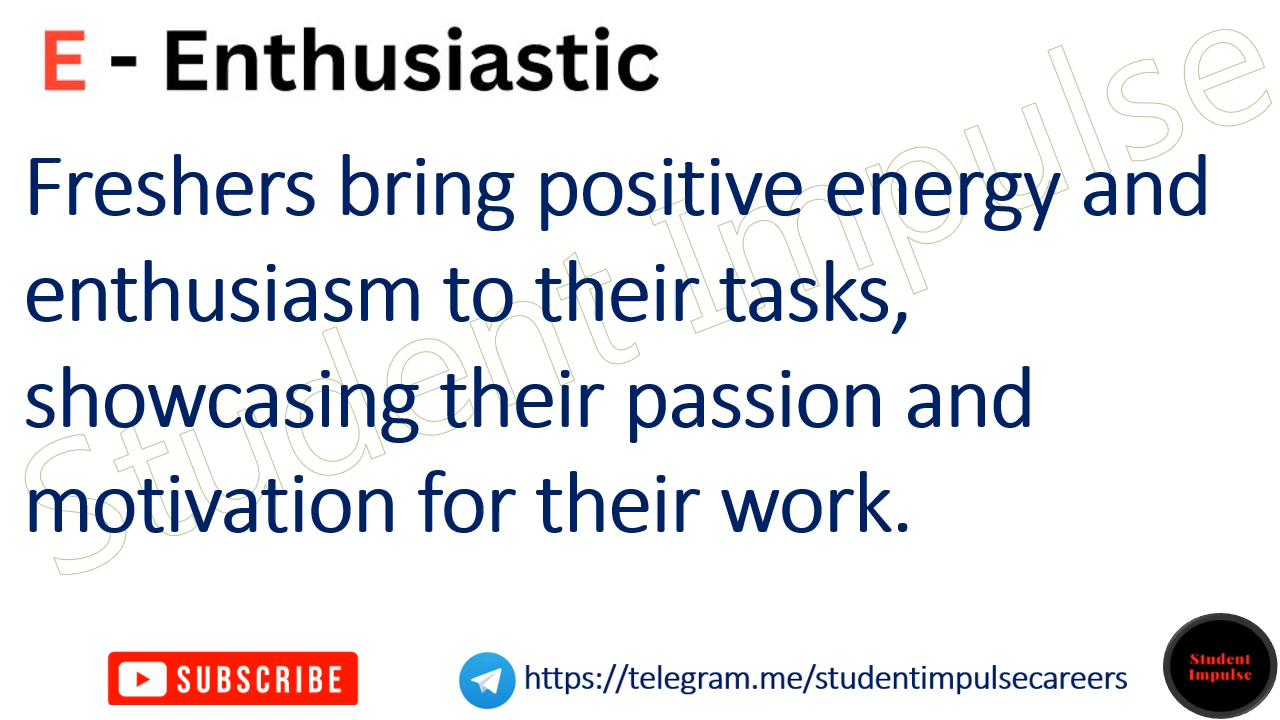 E - Enthusiastic
Freshers bring positive energy and
enthusiasm to their tasks,
showcasing their passion and
motivation for their work.
Student Impulse
SUBSCRIBE
https://telegram.me/studentimpulsecareers
Student
Impulse